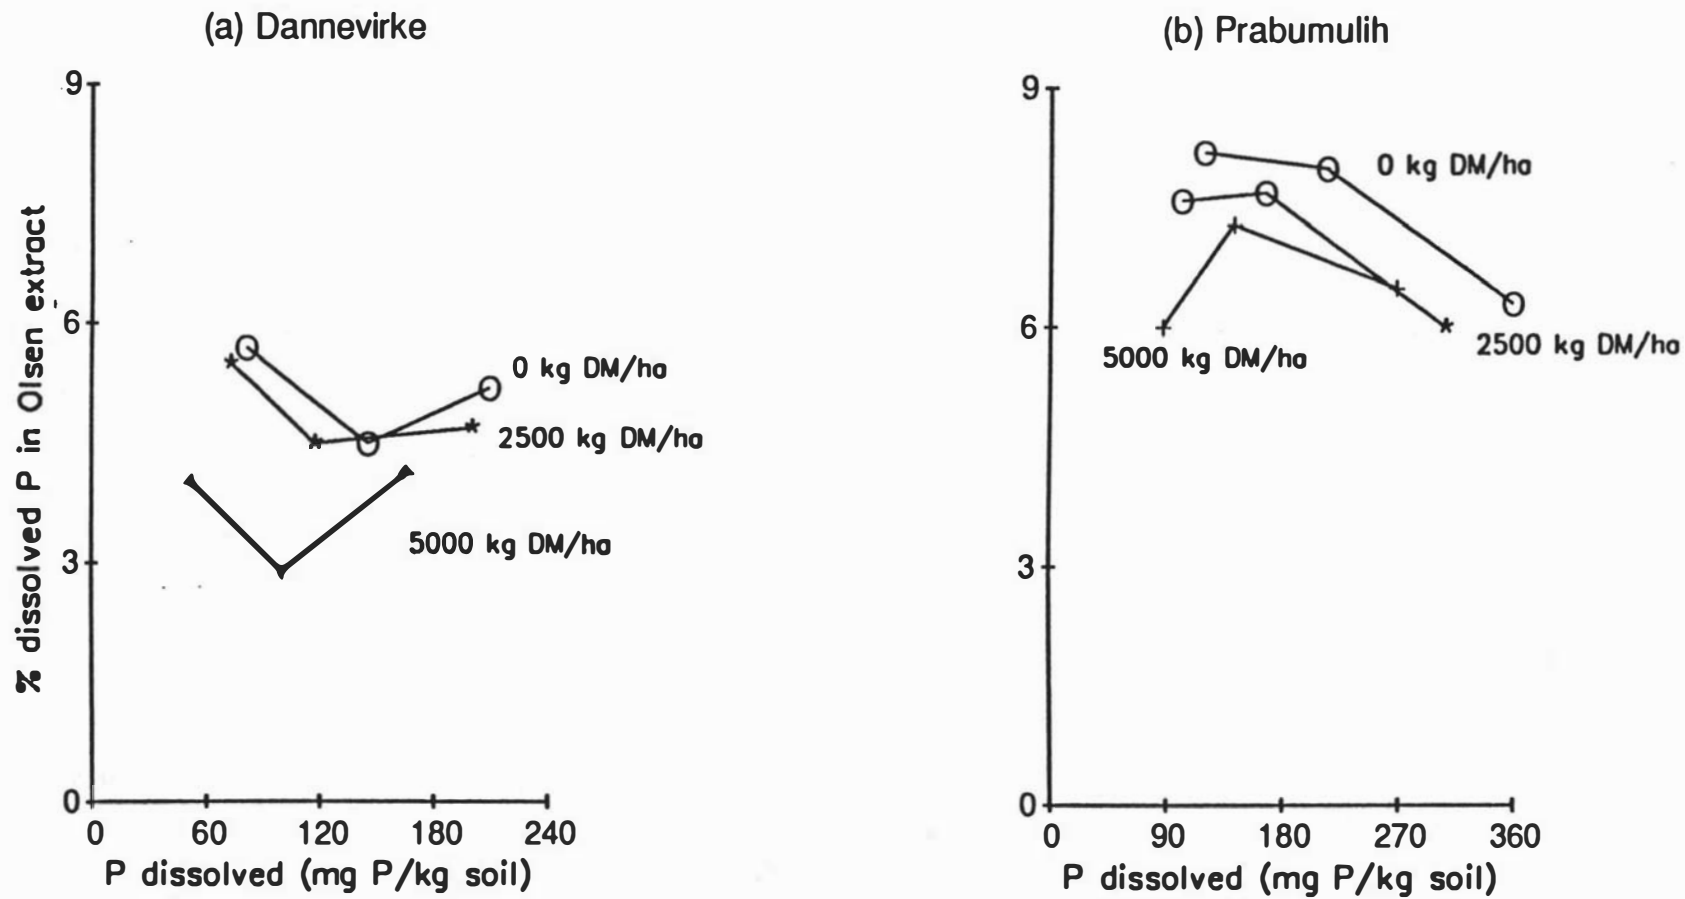 (a) Dannevirke
% dissolved P in Olsen extract
9
6
3
0
0 kg DM/ha
2500 kg DM/ha
5000 kg DM/ha
0 60 120 180 240
P dissolved (mg P/kg soil)
(b) Prabumulih
9
6
3
0
0 kg DM/ha
2500 kg DM/ha
5000 kg DM/ha
0 90 180 270 360
P dissolved (mg P/kg soil)